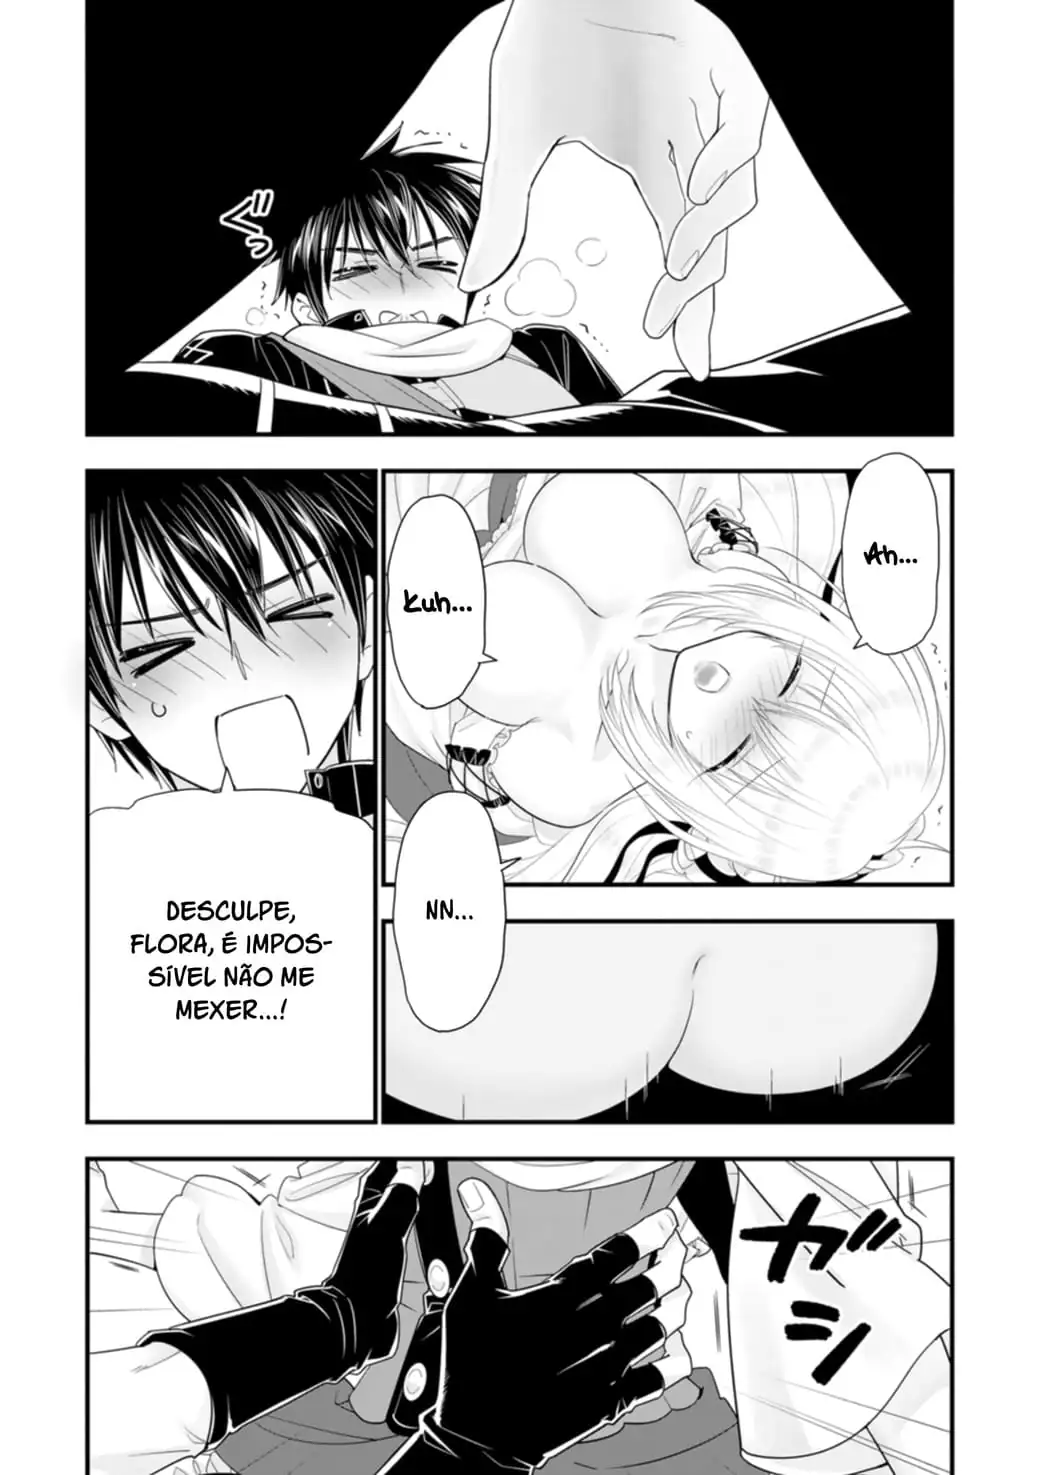 ぐっ
Ah...
Kuh...
NN...
DESCULPE,
FLORA, É IMPOS-
SÍVEL NÃO ME
MEXER...!
ガシ